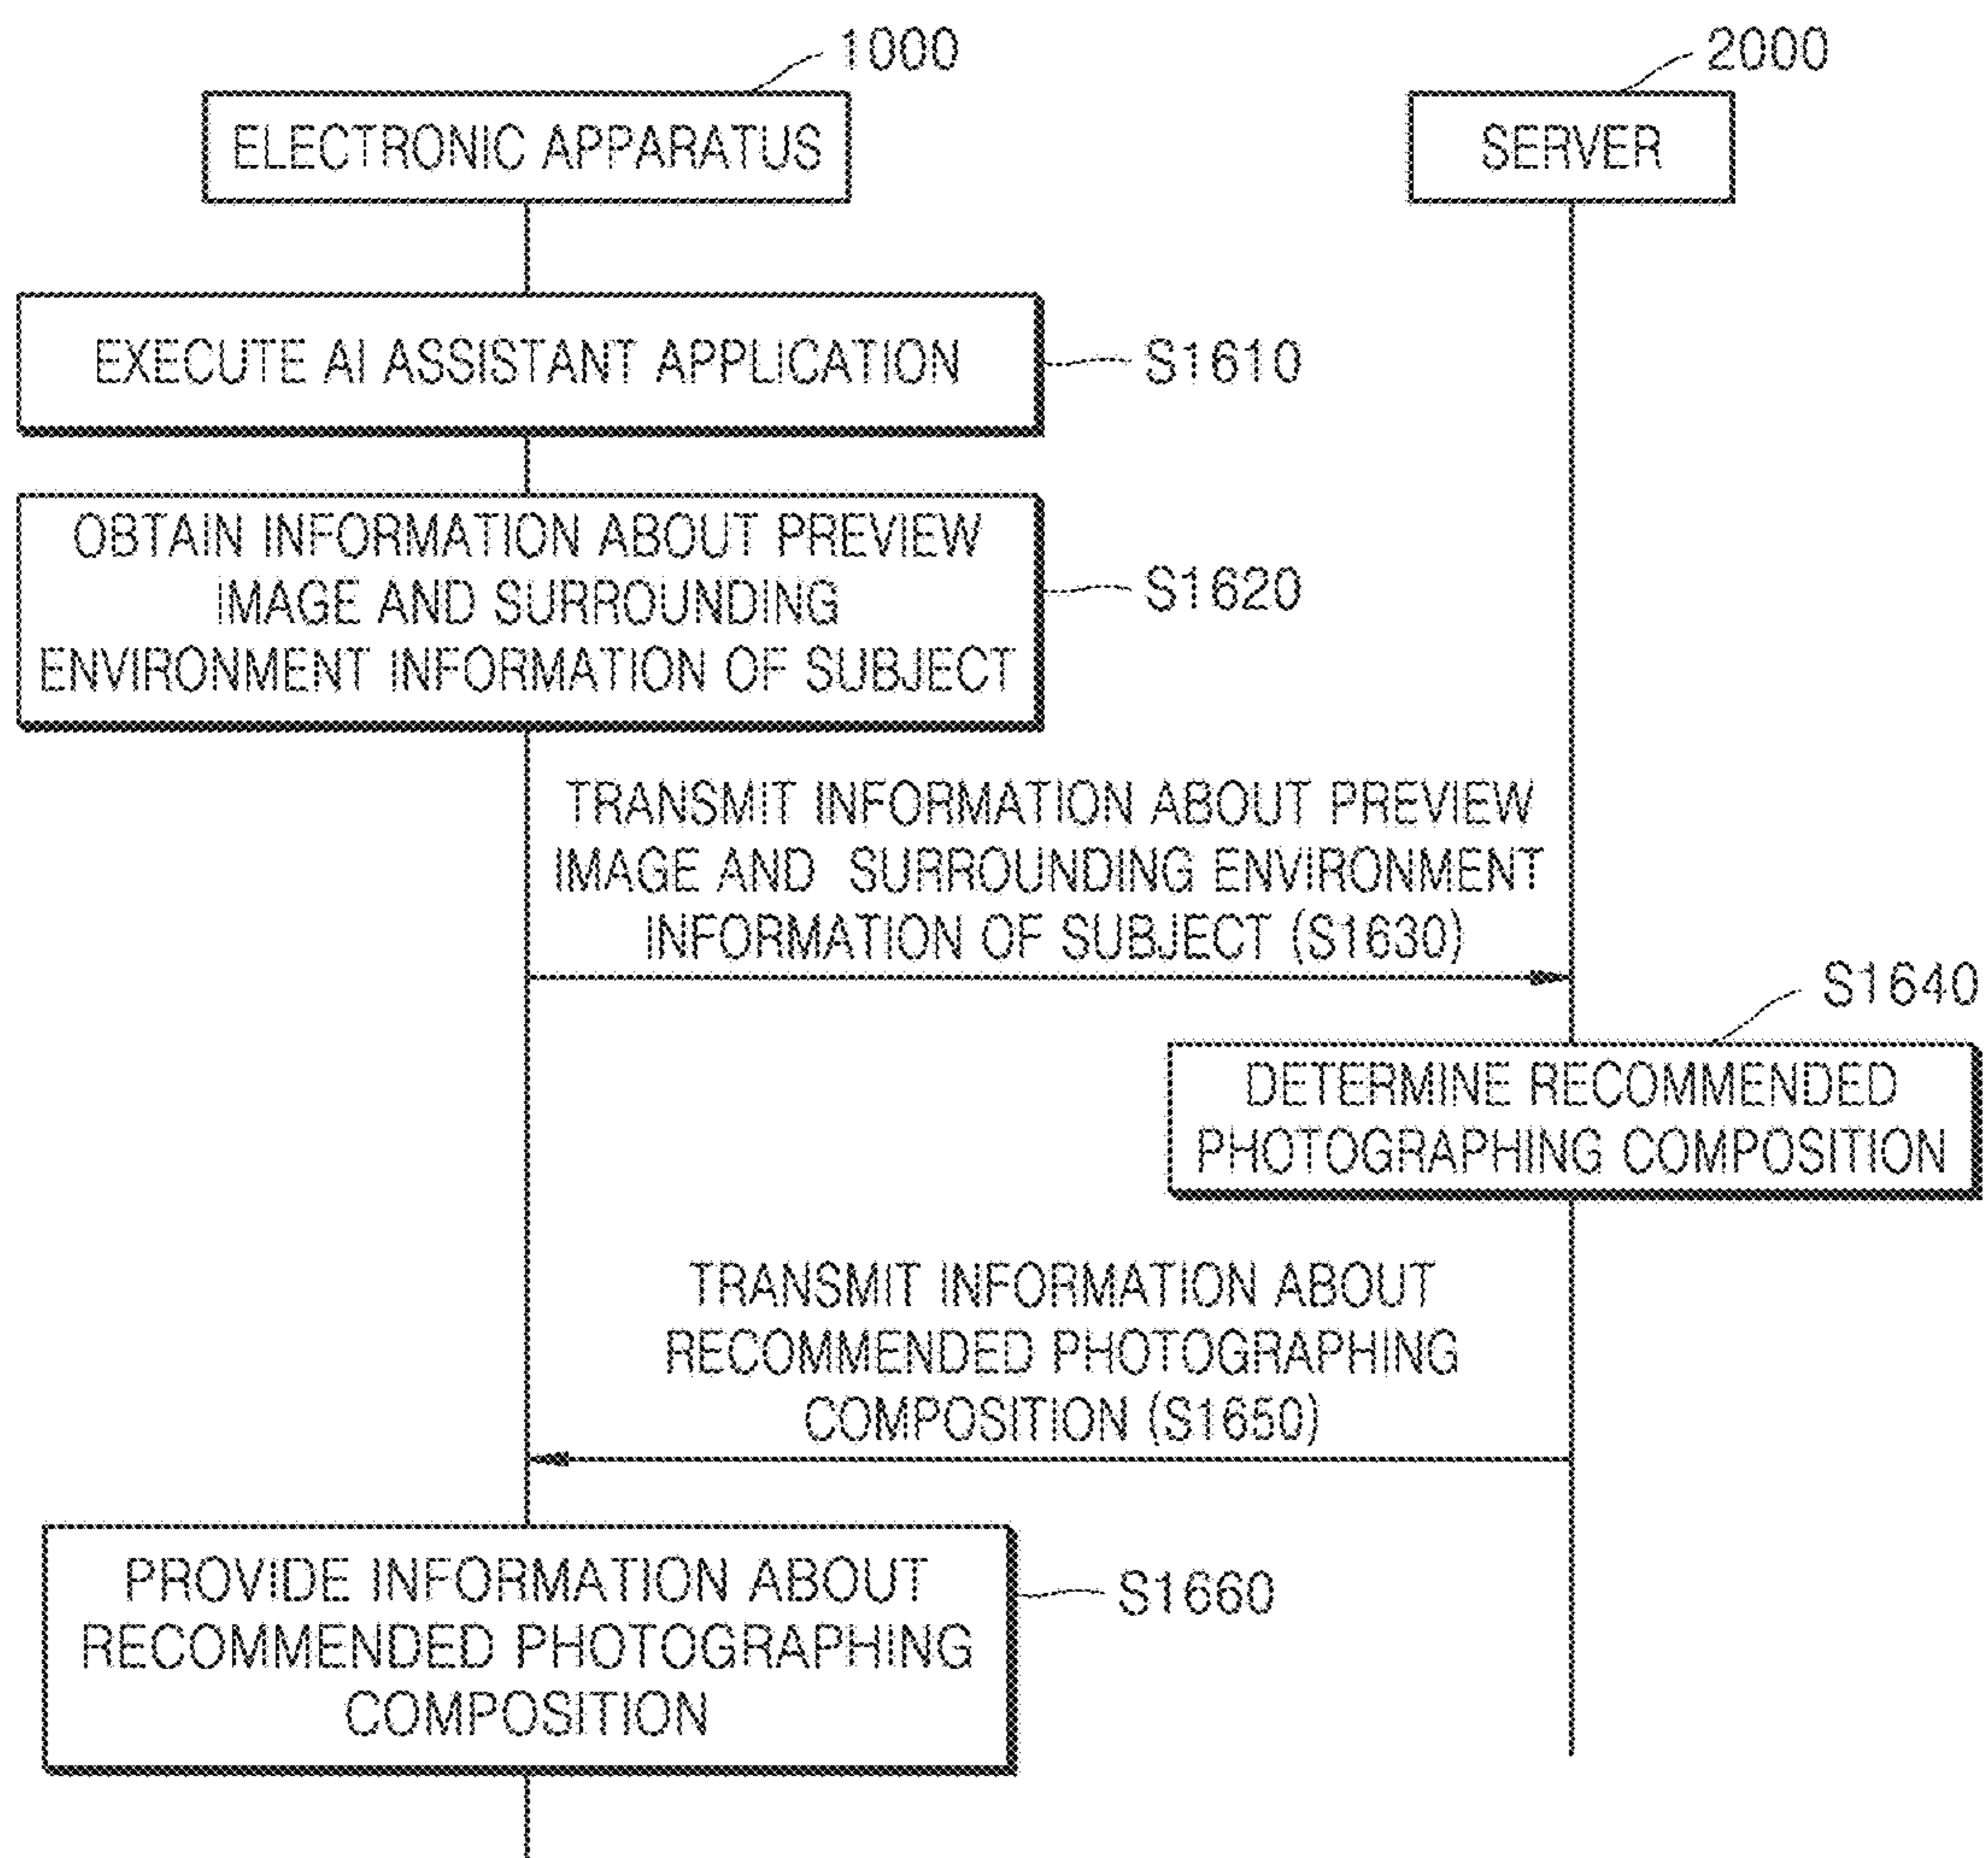 1000
2000
ELECTRONIC APPARATUS
SERVER
EXECUTE AI ASSISTANT APPLICATION
S1610
OBTAIN INFORMATION ABOUT PREVIEW
IMAGE AND SURROUNDING
ENVIRONMENT INFORMATION OF SUBJECT
S1620
TRANSMIT INFORMATION ABOUT PREVIEW
IMAGE AND SURROUNDING ENVIRONMENT
INFORMATION OF SUBJECT (S1630)
S1640
DETERMINE RECOMMENDED
PHOTOGRAPHING COMPOSITION
TRANSMIT INFORMATION ABOUT
RECOMMENDED PHOTOGRAPHING
COMPOSITION (S1650)
PROVIDE INFORMATION ABOUT
RECOMMENDED PHOTOGRAPHING
COMPOSITION
S1660